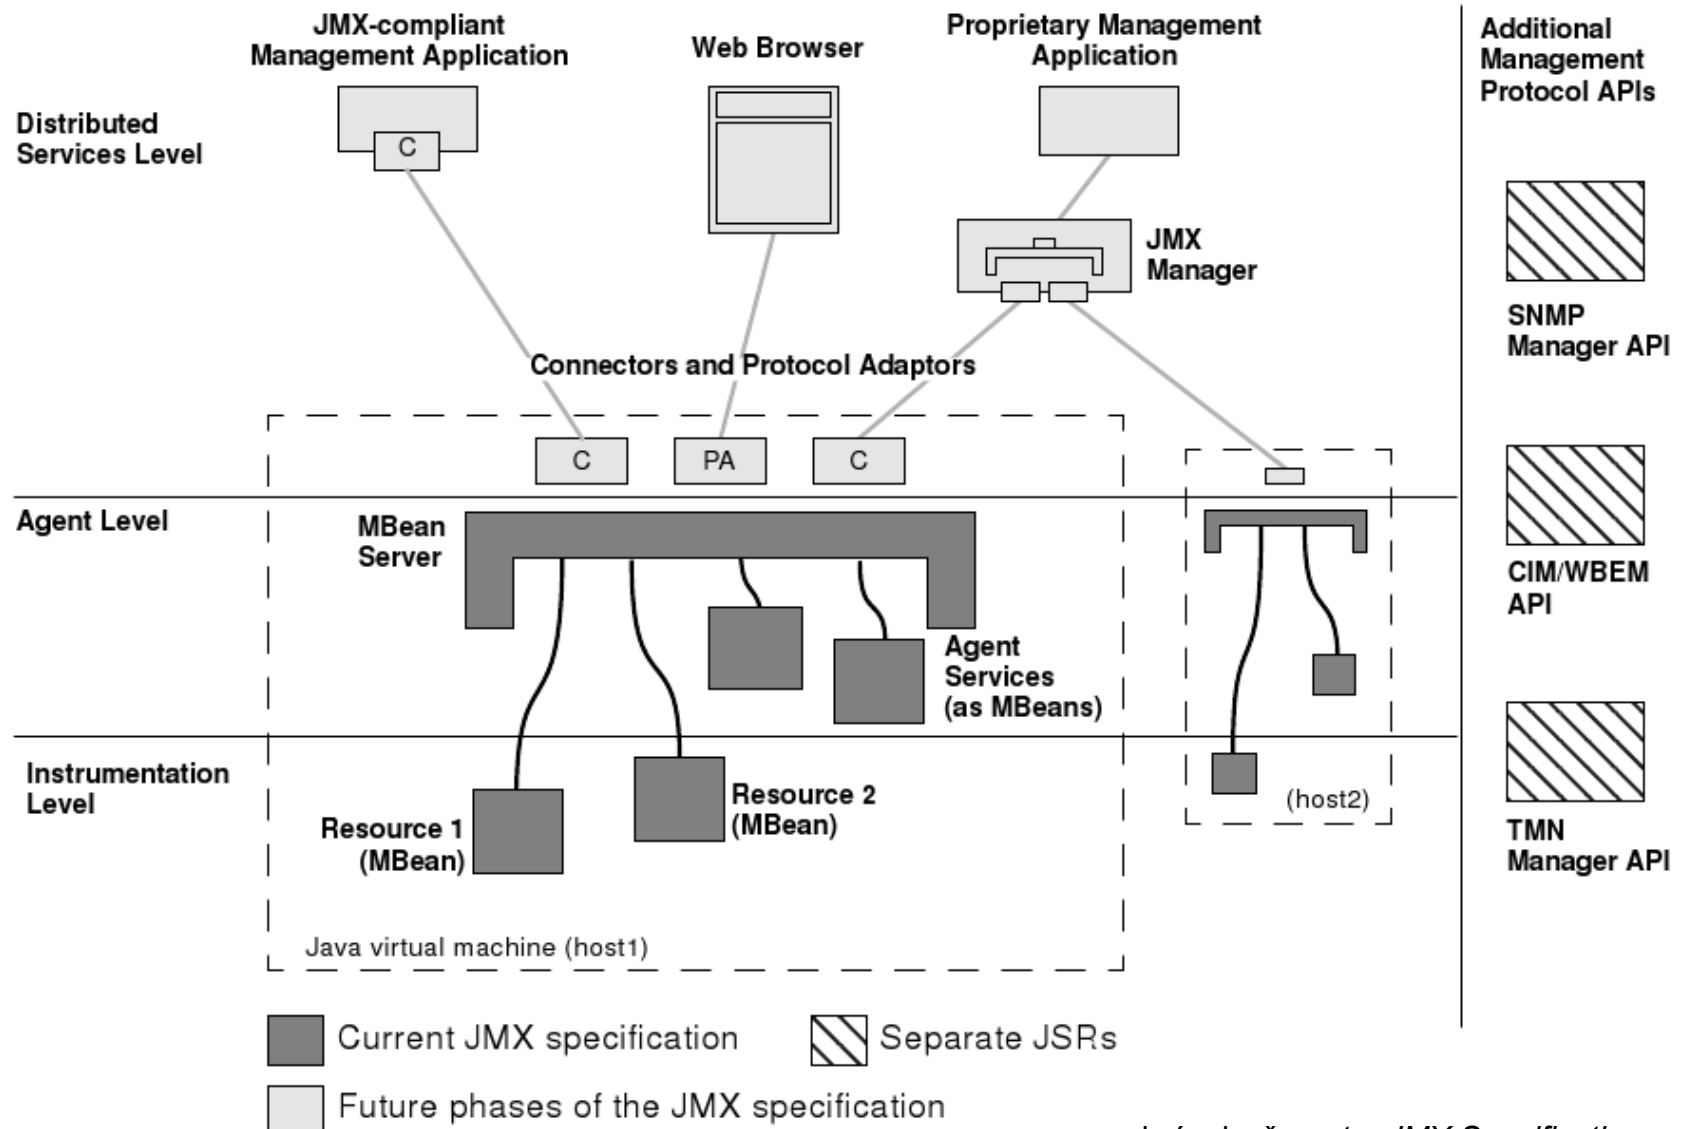 JMX-compliant
Management Application
Web Browser
Proprietary Management
Application
Additional
Management
Protocol APIs
Distributed
Services Level
C
JMX
Manager
SNMP
Manager API
Connectors and Protocol Adaptors
C
PA
C
Agent Level
MBean
Server
CIM/WBEM
API
Agent
Services
(as MBeans)
Instrumentation
Level
Resource 1
(MBean)
Resource 2
(MBean)
(host2)
TMN
Manager API
Java virtual machine (host1)
Current JMX specification
Separate JSRs
Future phases of the JMX specification
JMX